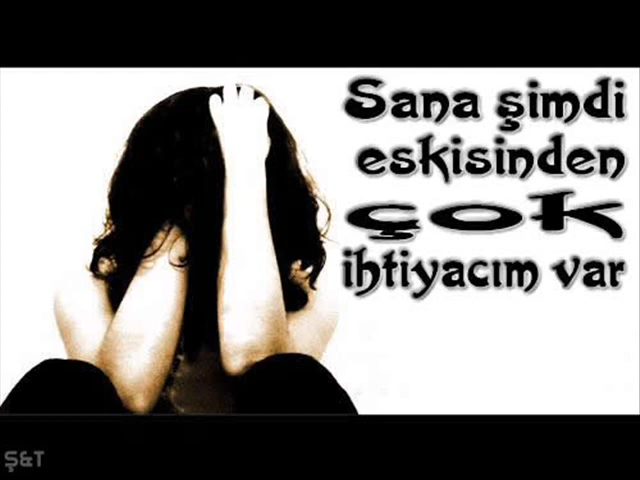 Sana şimdi
eskisinden
çok
ihtiyacım var
Ş&T